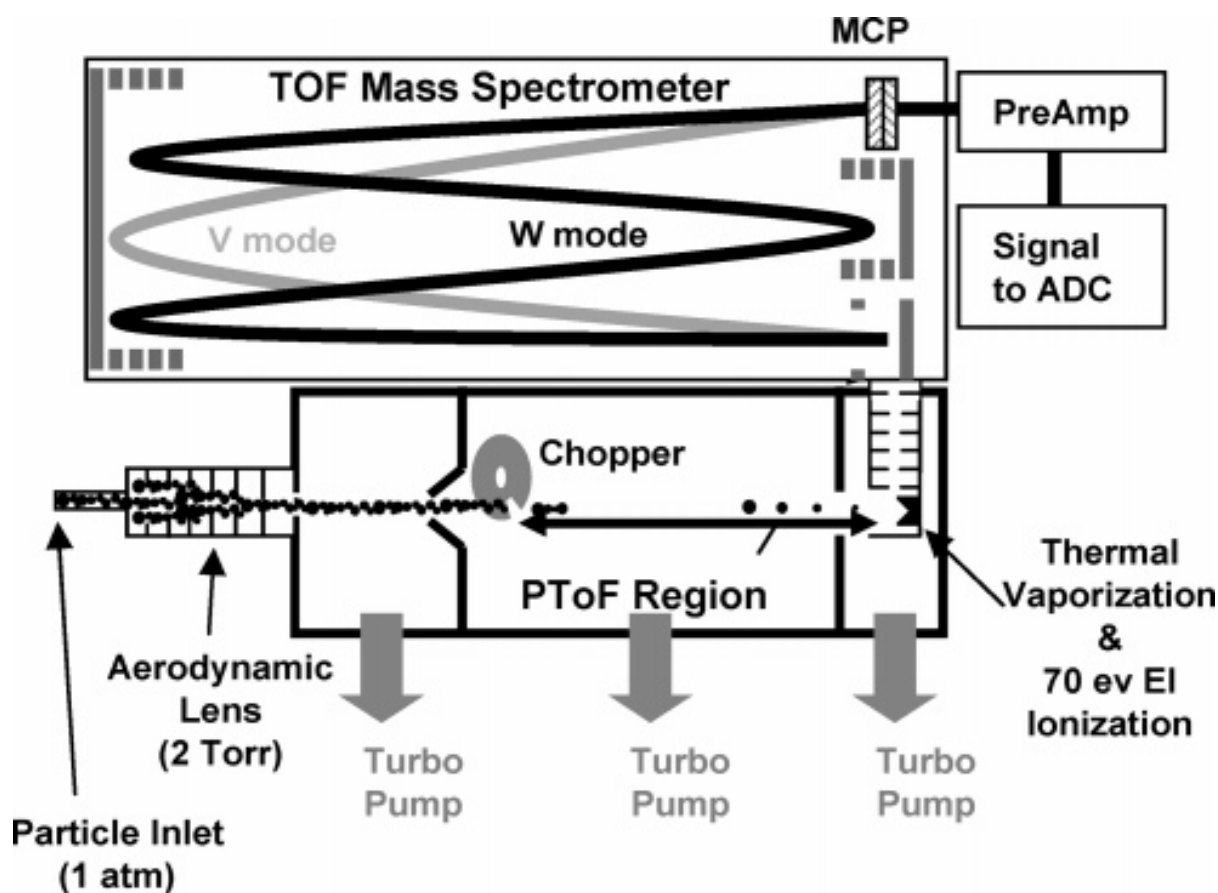 MCP
TOF Mass Spectrometer
PreAmp
V mode
W mode
Signal
to ADC
Chopper
PToF Region
Thermal
Vaporization
&
70 ev EI
Ionization
Aerodynamic
Lens
(2 Torr)
Turbo
Pump
Turbo
Pump
Turbo
Pump
Particle Inlet
(1 atm)